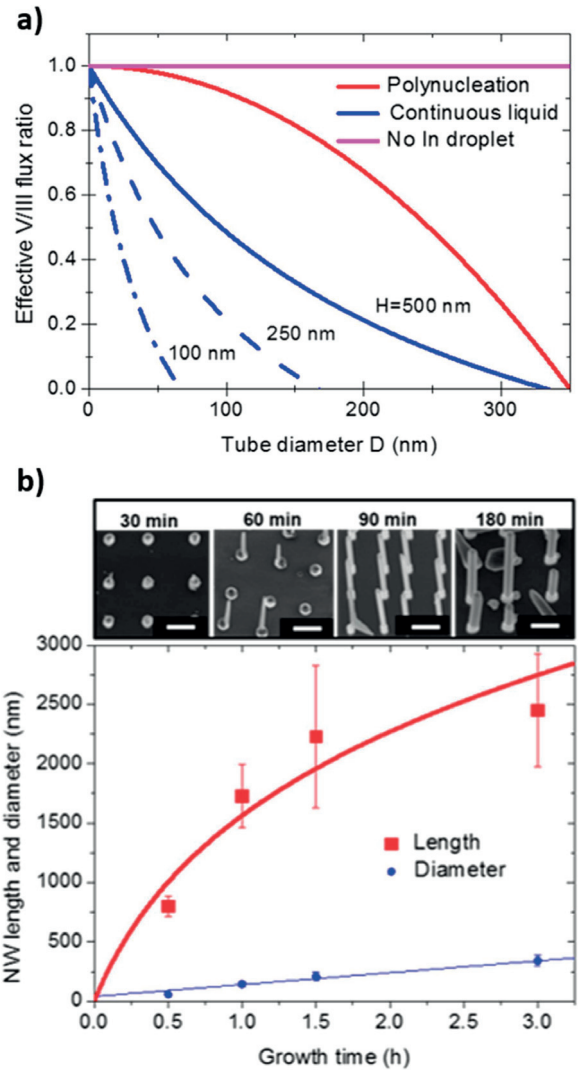 a)
1.0
0.8
0.6
0.4
0.2
0.0
Effective V/III flux ratio
Polynucleation
Continuous liquid
No In droplet
H=500 nm
250 nm
100 nm
0
100
200
300
Tube diameter D (nm)
b)
30 min
60 min
90 min
180 min
3000
2500
2000
1500
1000
500
0
NW length and diameter (nm)
Length
Diameter
0.0
0.5
1.0
1.5
2.0
2.5
3.0
Growth time (h)